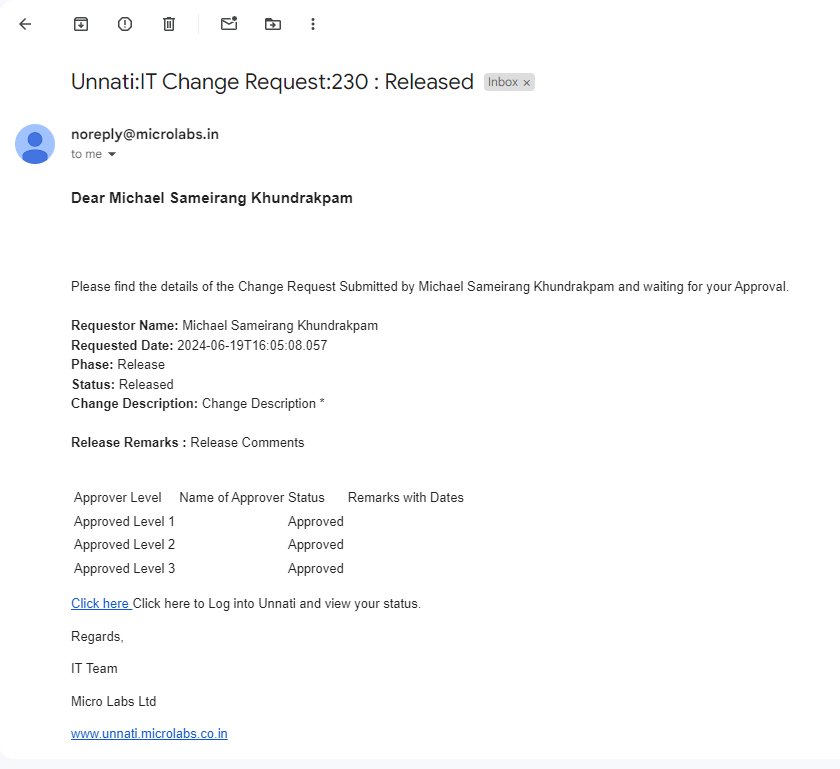 Unnati:IT Change Request:230 : Released Inbox ×
noreply@microlabs.in
to me
Dear Michael Sameirang Khundrakpam
Please find the details of the Change Request Submitted by Michael Sameirang Khundrakpam and waiting for your Approval.
Requestor Name: Michael Sameirang Khundrakpam
Requested Date: 2024-06-19T16:05:08.057
Phase: Release
Status: Released
Change Description: Change Description *
Release Remarks : Release Comments
Approver Level Name of Approver Status Remarks with Dates
Approved Level 1 Approved
Approved Level 2 Approved
Approved Level 3 Approved
Click here Click here to Log into Unnati and view your status.
Regards,
IT Team
Micro Labs Ltd
www.unnati.microlabs.co.in